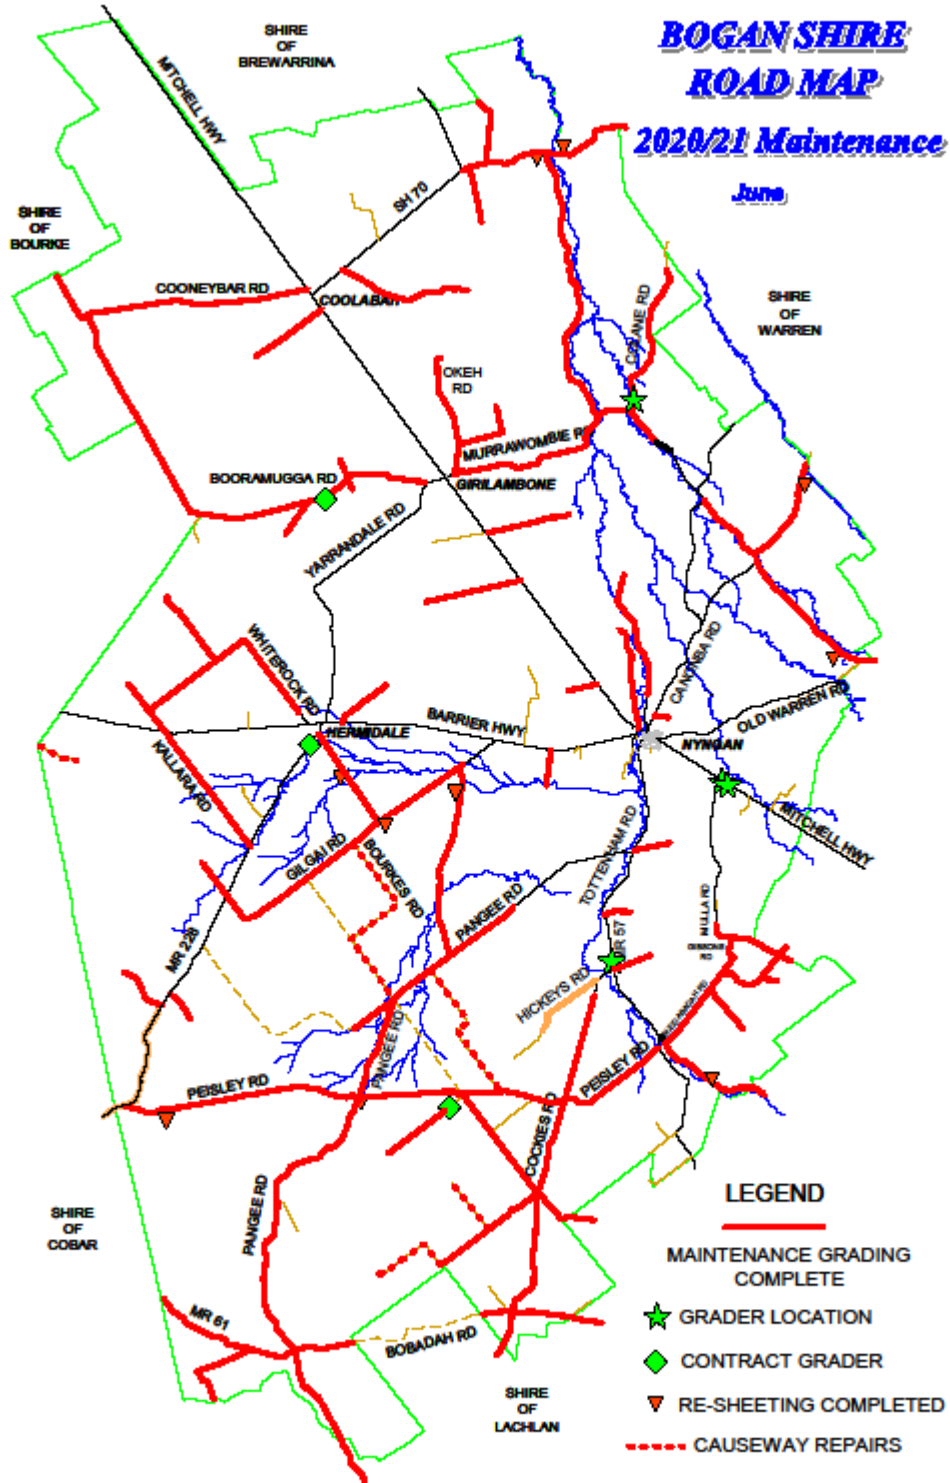 BOGAN SHIRE
ROAD MAP
2020/21 Maintenance
June
SHIRE
OF
BREWARRINA
MITCHELL HWY
SH 70
SHIRE
OF
BOURKE
COONEYBAR RD
COOLABAH
SHIRE
OF
WARREN
COLANE RD
OKEH
RD
MURRAWOMBIE RD
BOORAMUGGA RD
GIRILAMBONE
YARRANDALE RD
WHITEROCK RD
CANONBA RD
OLD WARREN RD
BARRIER HWY
HERMIDALE
NYNGAN
KALLARA RD
MITCHELL HWY
GILGAI RD
BOURKES RD
TOTTENHAM RD
PANGEE RD
MULLA RD
MR 228
MR 57
GIBSONS
RD
HICKEYS RD
PANGEE RD
PEISLEY RD
PEISLEY RD
COCKIES RD
PANGEE RD
SHIRE
OF
COBAR
MR 61
BOBADAH RD
SHIRE
OF
LACHLAN
LEGEND
MAINTENANCE GRADING
COMPLETE
GRADER LOCATION
CONTRACT GRADER
RE-SHEETING COMPLETED
CAUSEWAY REPAIRS